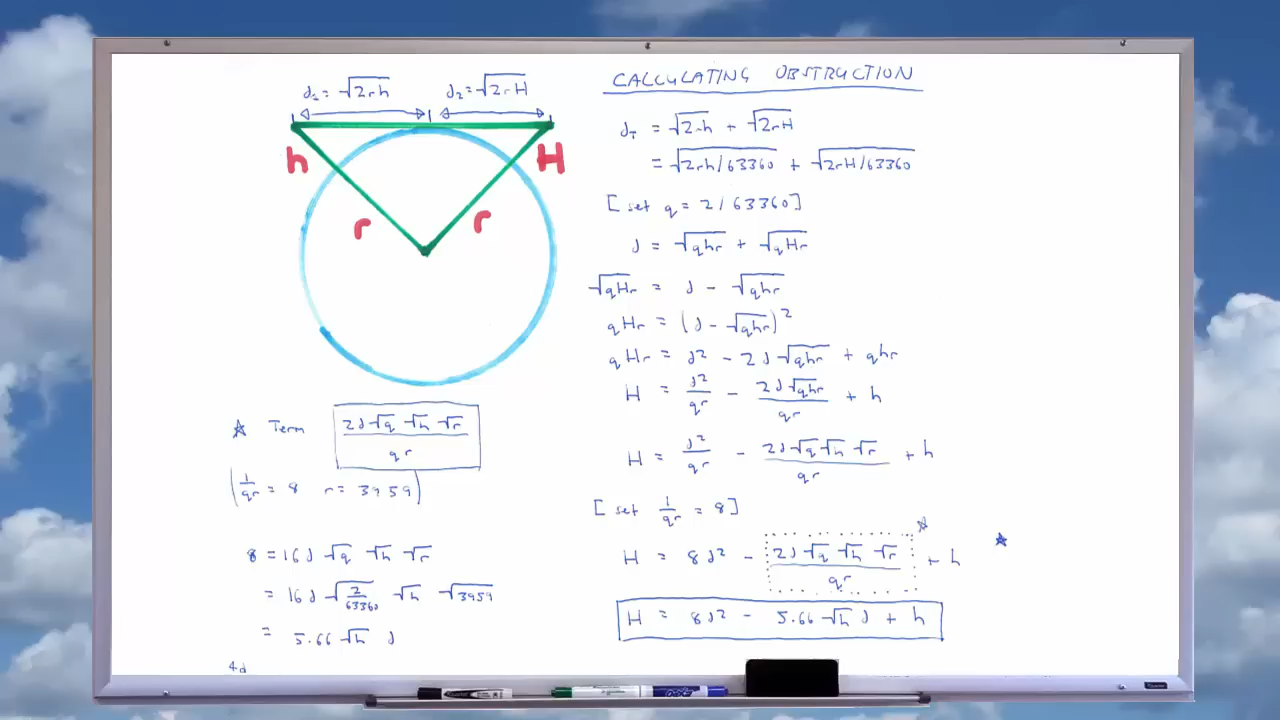 d₁ = √2rh d₂ = √2rH
h H
r r
CALCULATING OBSTRUCTION
d_T = √2rh + √2rH
= √2rh/63360 + √2rH/63360
[ set q = 2/63360]
d = √qhr + √qHr
√qHr = d - √qhr
qHr = (d - √qhr)²
qHr = d² - 2d√qhr + qhr
H = d²/qr - 2d√qhr/qr + h
H = d²/qr - 2d√q √h √r/qr + h
[ set 1/qr = 8]
H = 8d² - 2d√q √h √r/qr + h
H = 8d² - 5.66√h d + h
☆ Term 2d√q √h √r/qr
(1/qr = 8 r = 3959)
8 = 16d √q √h √r
= 16d √2/63360 √h √3959
= 5.66 √h d
4d